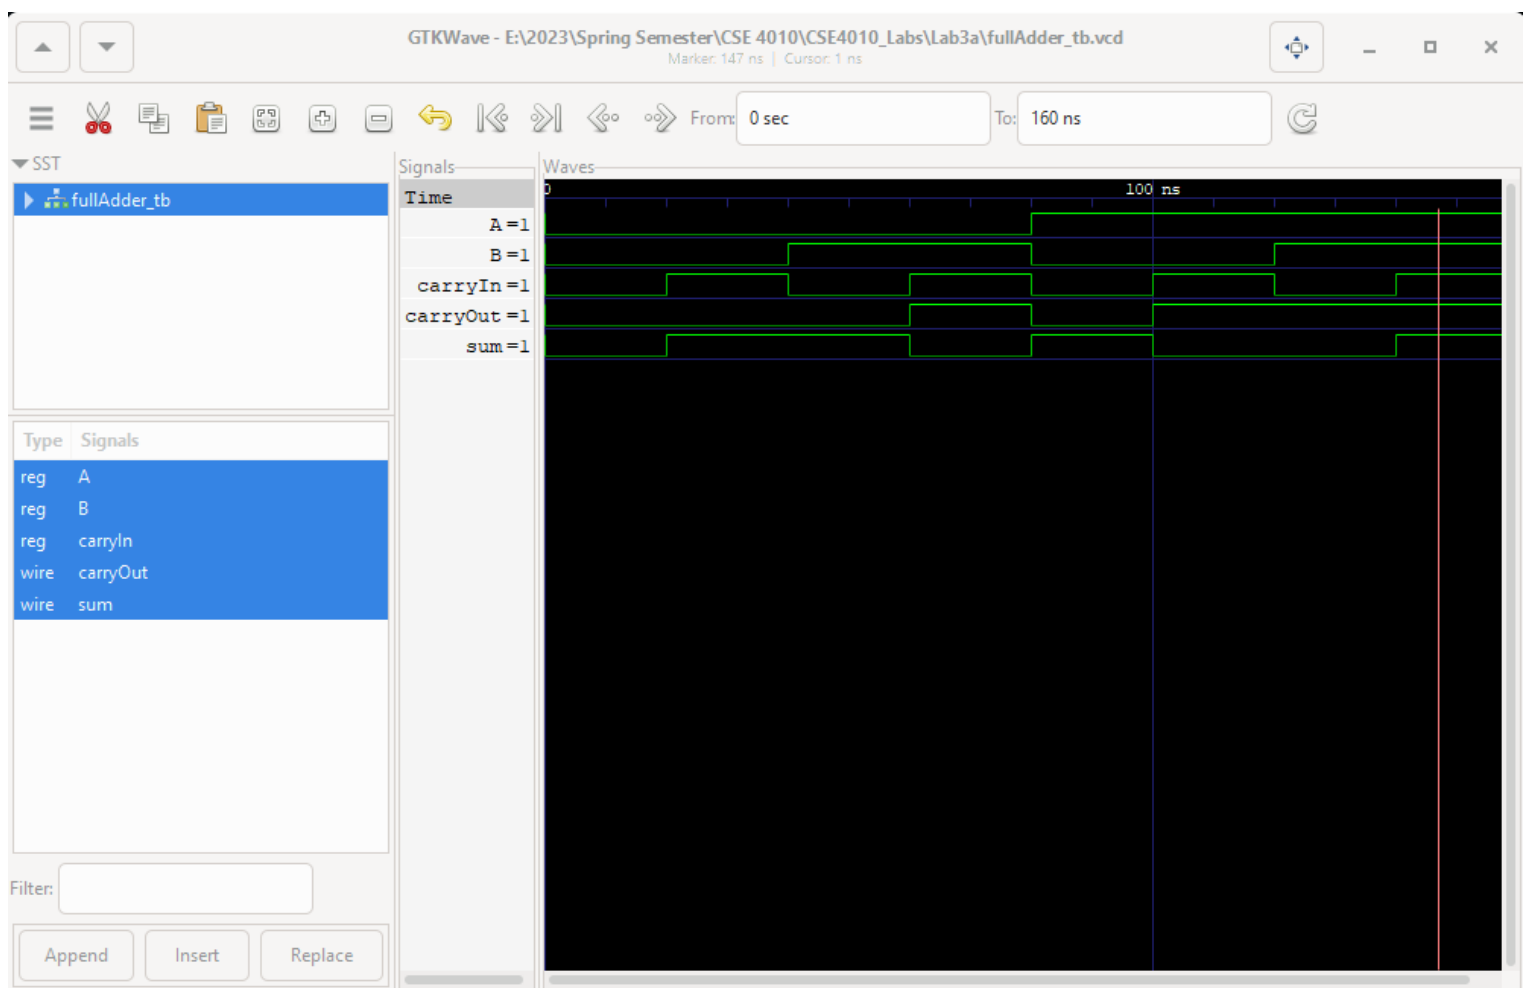 GTKWave - E:\2023\Spring Semester\CSE 4010\CSE4010_Labs\Lab3a\fullAdder_tb.vcd
Marker: 147 ns | Cursor: 1 ns
From: 0 sec To: 160 ns
SST
fullAdder_tb
Type Signals
reg A
reg B
reg carryIn
wire carryOut
wire sum
Filter:
Append Insert Replace
Signals
Time
A=1
B=1
carryIn=1
carryOut=1
sum=1
Waves
0 100 ns